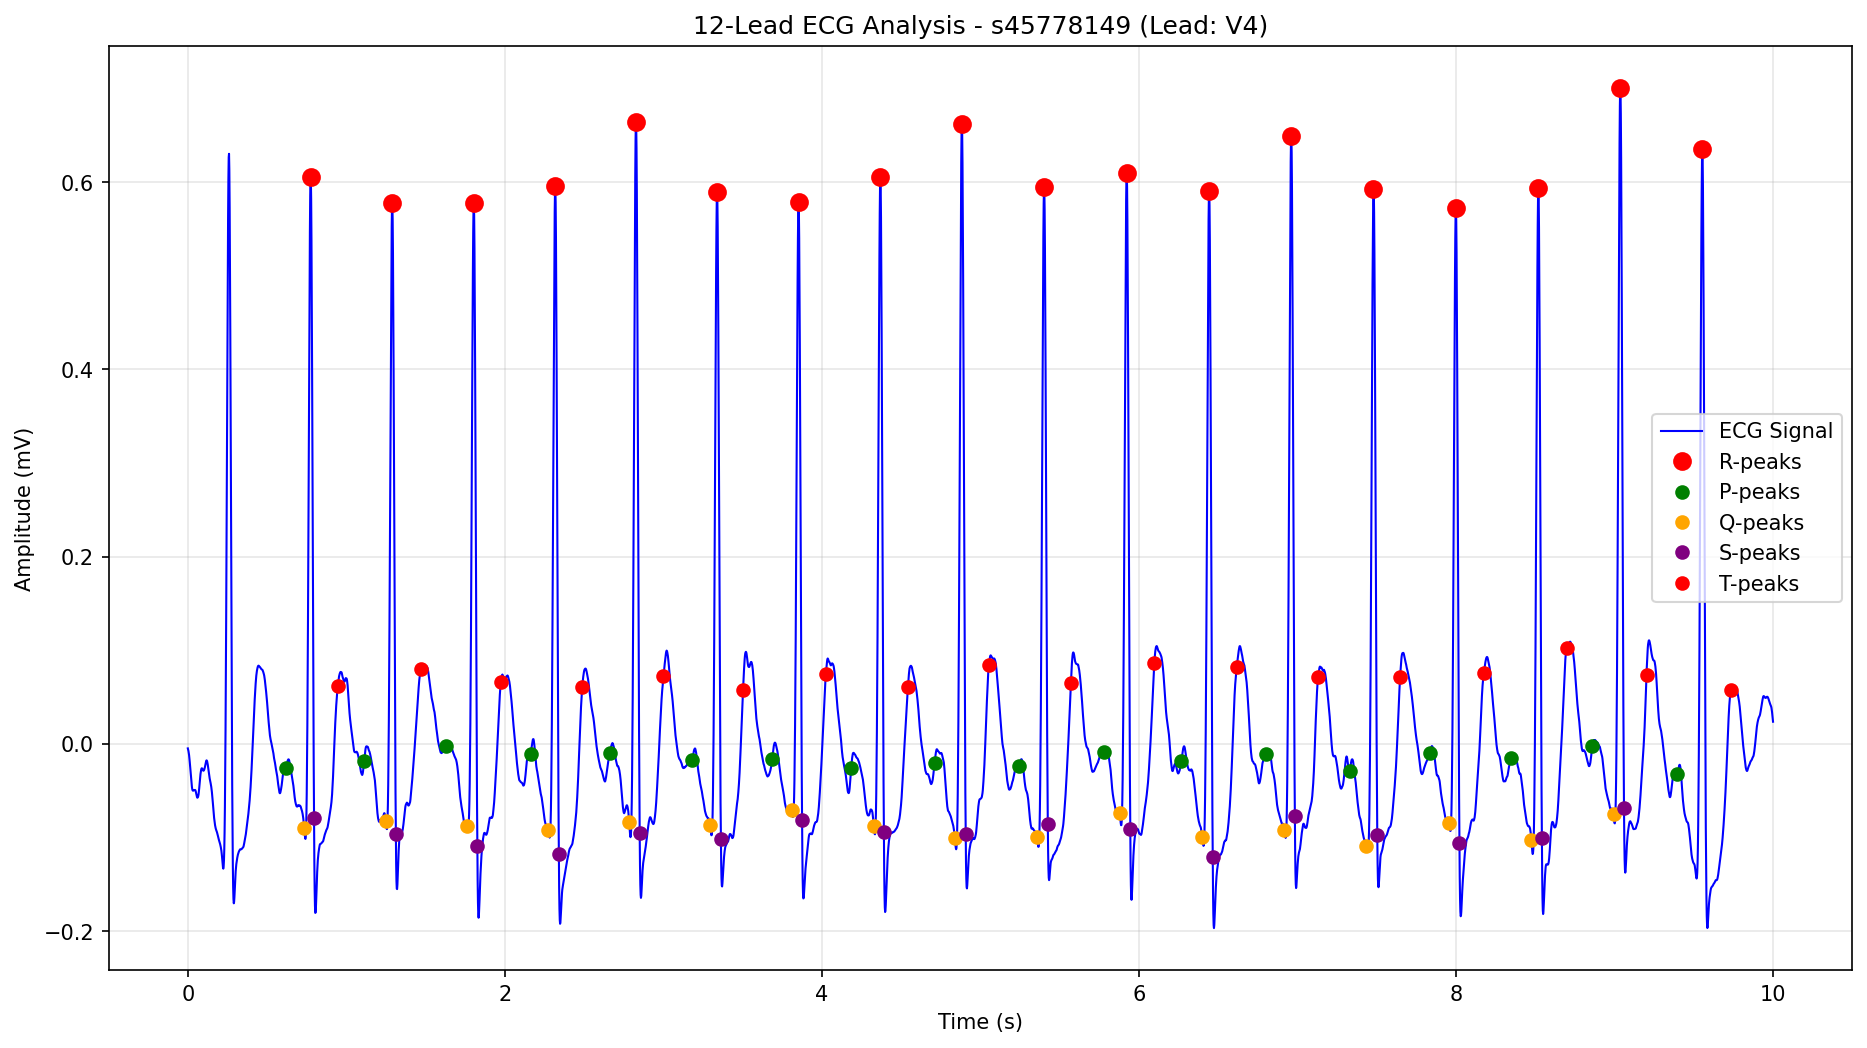 12-Lead ECG Analysis - s45778149 (Lead: V4)
Amplitude (mV)
0.6
0.4
0.2
0.0
−0.2
ECG Signal
R-peaks
P-peaks
Q-peaks
S-peaks
T-peaks
0 2 4 6 8 10
Time (s)